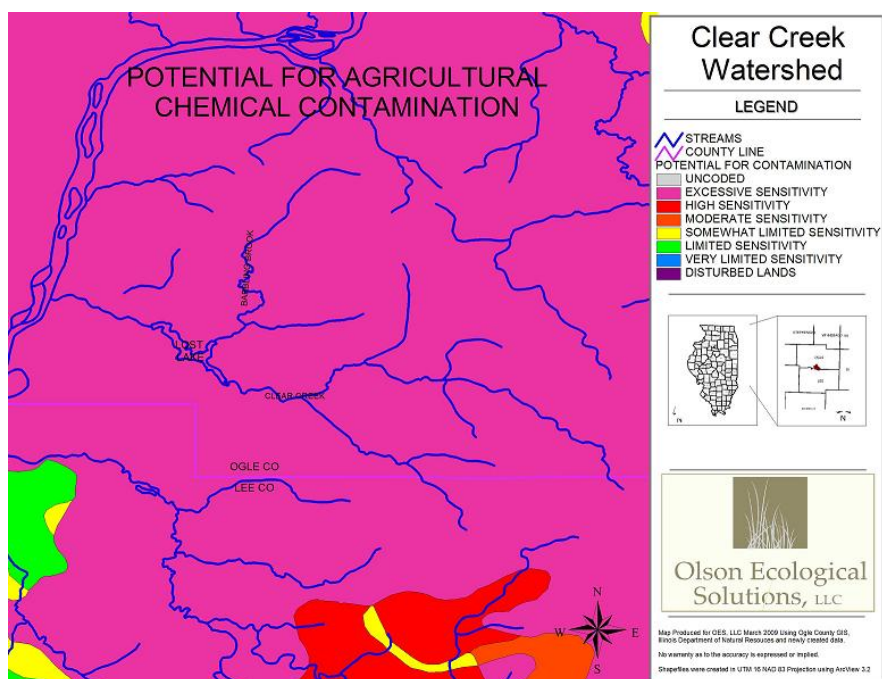 POTENTIAL FOR AGRICULTURAL
CHEMICAL CONTAMINATION
BABBLING BROOK
LOST
LAKE
CLEAR CREEK
OGLE CO
LEE CO
N
W
E
S
Clear Creek
Watershed
LEGEND
STREAMS
COUNTY LINE
POTENTIAL FOR CONTAMINATION
UNCODED
EXCESSIVE SENSITIVITY
HIGH SENSITIVITY
MODERATE SENSITIVITY
SOMEWHAT LIMITED SENSITIVITY
LIMITED SENSITIVITY
VERY LIMITED SENSITIVITY
DISTURBED LANDS
LEE
N
Olson Ecological
Solutions, LLC
Map Produced for OES, LLC March 2009 Using Ogle County GIS,
Illinois Department of Natural Resources and newly created data.
No warranty as to the accuracy is expressed or implied.
Shapefiles were created in UTM 16 NAD 83 Projection using ArcView 3.2